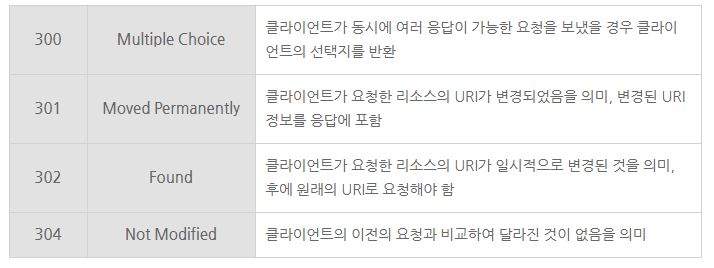 300 Multiple Choice 클라이언트가 동시에 여러 응답이 가능한 요청을 보냈을 경우 클라이
언트의 선택지를 반환
301 Moved Permanently 클라이언트가 요청한 리소스의 URI가 변경되었음을 의미, 변경된 URI
정보를 응답에 포함
302 Found 클라이언트가 요청한 리소스의 URI가 일시적으로 변경된 것을 의미,
후에 원래의 URI로 요청해야 함
304 Not Modified 클라이언트의 이전의 요청과 비교하여 달라진 것이 없음을 의미